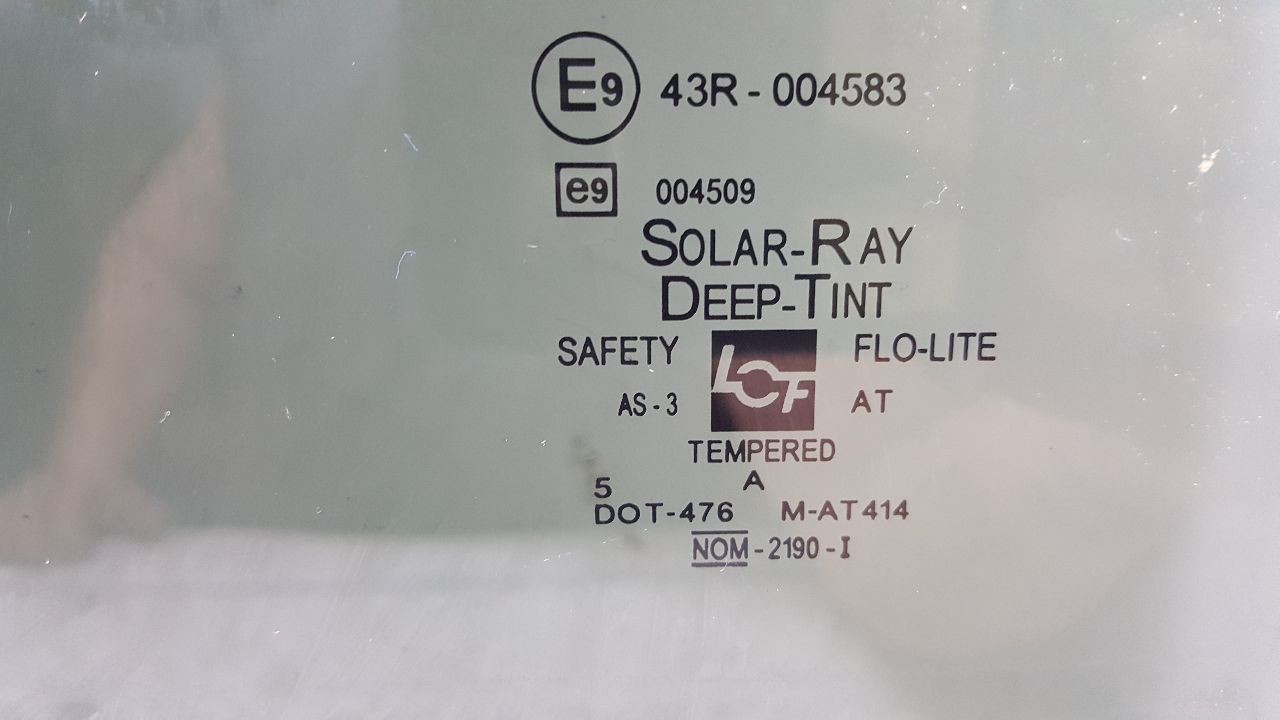 E9 43R - 004583
e9 004509
SOLAR-RAY
DEEP-TINT
SAFETY LOF FLO-LITE
AS - 3 AT
TEMPERED
5 A
DOT-476 M-AT414
NOM - 2190 - I